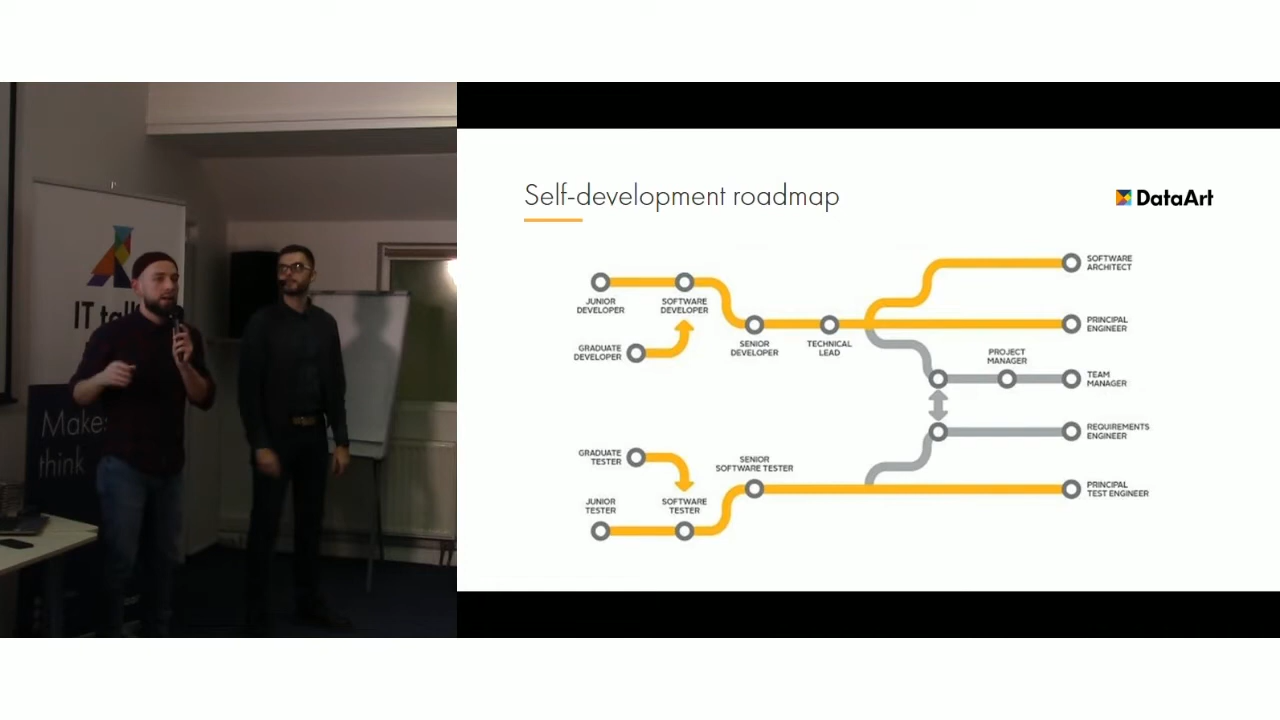 IT tal
Make:
think
Self-development roadmap
DataArt
JUNIOR
DEVELOPER
SOFTWARE
DEVELOPER
GRADUATE
DEVELOPER
SENIOR
DEVELOPER
TECHNICAL
LEAD
SOFTWARE
ARCHITECT
PRINCIPAL
ENGINEER
PROJECT
MANAGER
TEAM
MANAGER
REQUIREMENTS
ENGINEER
GRADUATE
TESTER
SENIOR
SOFTWARE TESTER
JUNIOR
TESTER
SOFTWARE
TESTER
PRINCIPAL
TEST ENGINEER